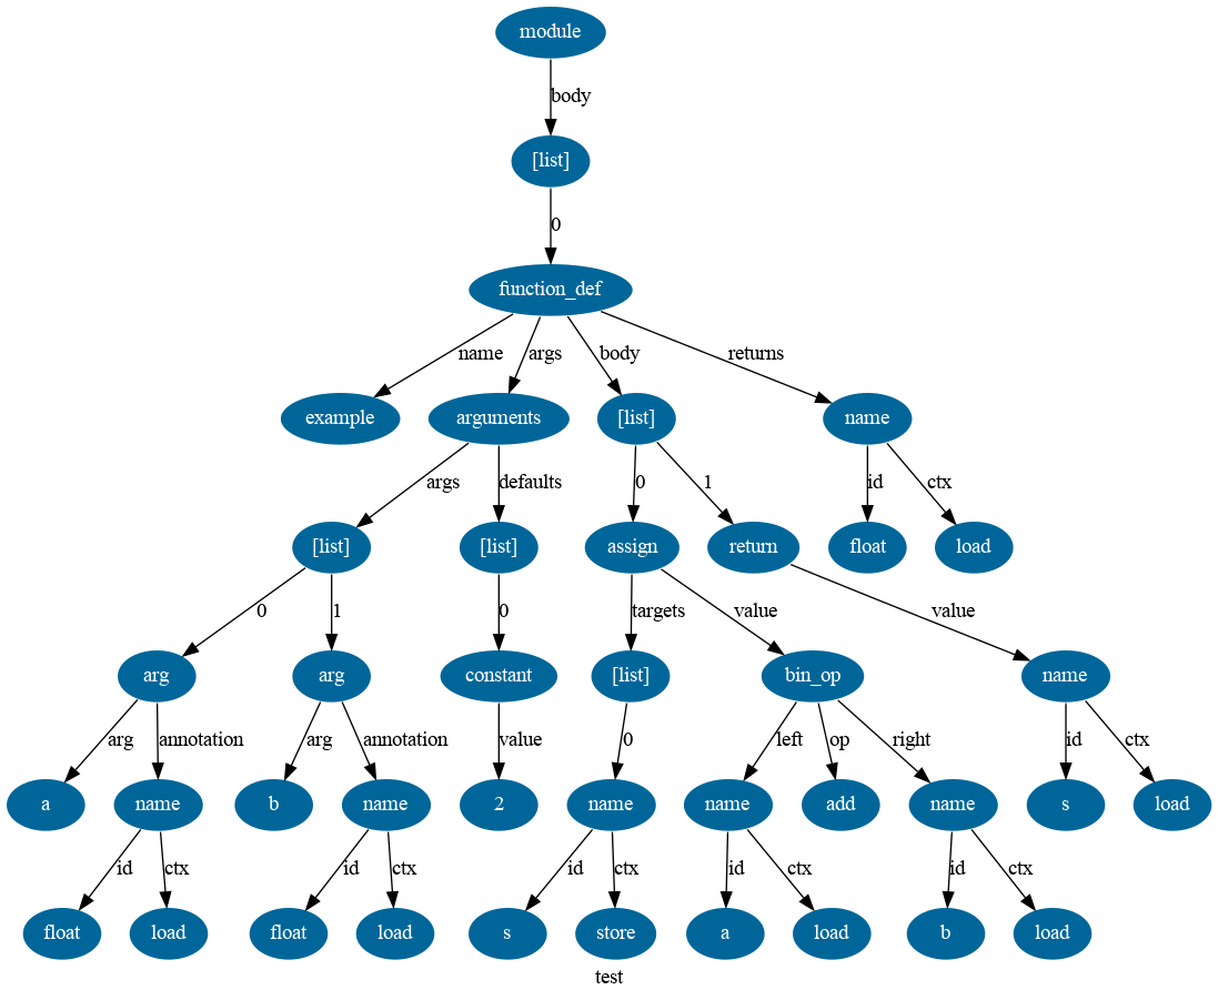 module
body
[list]
0
function_def
name args body returns
example arguments [list] name
args defaults 0 1 id ctx
[list] [list] assign return float load
0 1 0 targets value value
arg arg constant [list] bin_op name
arg annotation arg annotation value 0 left op right id ctx
a name b name 2 name name add name s load
id ctx id ctx id ctx id ctx id ctx
float load float load s store a load b load
test